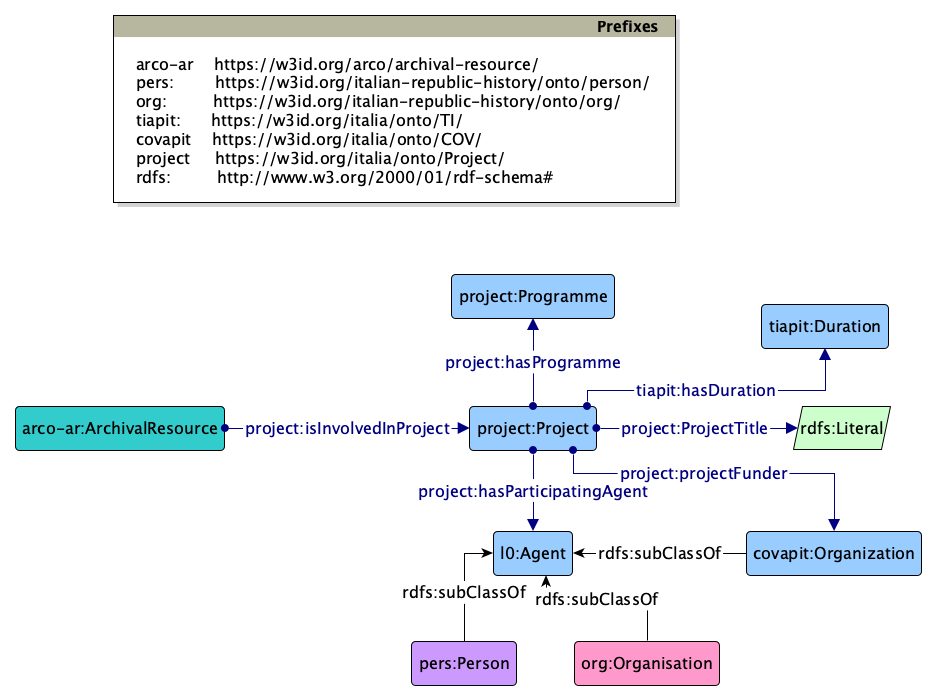 Prefixes
arco-ar https://w3id.org/arco/archival-resource/
pers: https://w3id.org/italian-republic-history/onto/person/
org: https://w3id.org/italian-republic-history/onto/org/
tiapit: https://w3id.org/italia/onto/TI/
covapit https://w3id.org/italia/onto/COV/
project https://w3id.org/italia/onto/Project/
rdfs: http://www.w3.org/2000/01/rdf-schema#
project:Programme
tiapit:Duration
project:hasProgramme
tiapit:hasDuration
arco-ar:ArchivalResource
project:isInvolvedInProject
project:Project
project:ProjectTitle
rdfs:Literal
project:projectFunder
project:hasParticipatingAgent
l0:Agent
rdfs:subClassOf
covapit:Organization
rdfs:subClassOf
rdfs:subClassOf
pers:Person
org:Organisation